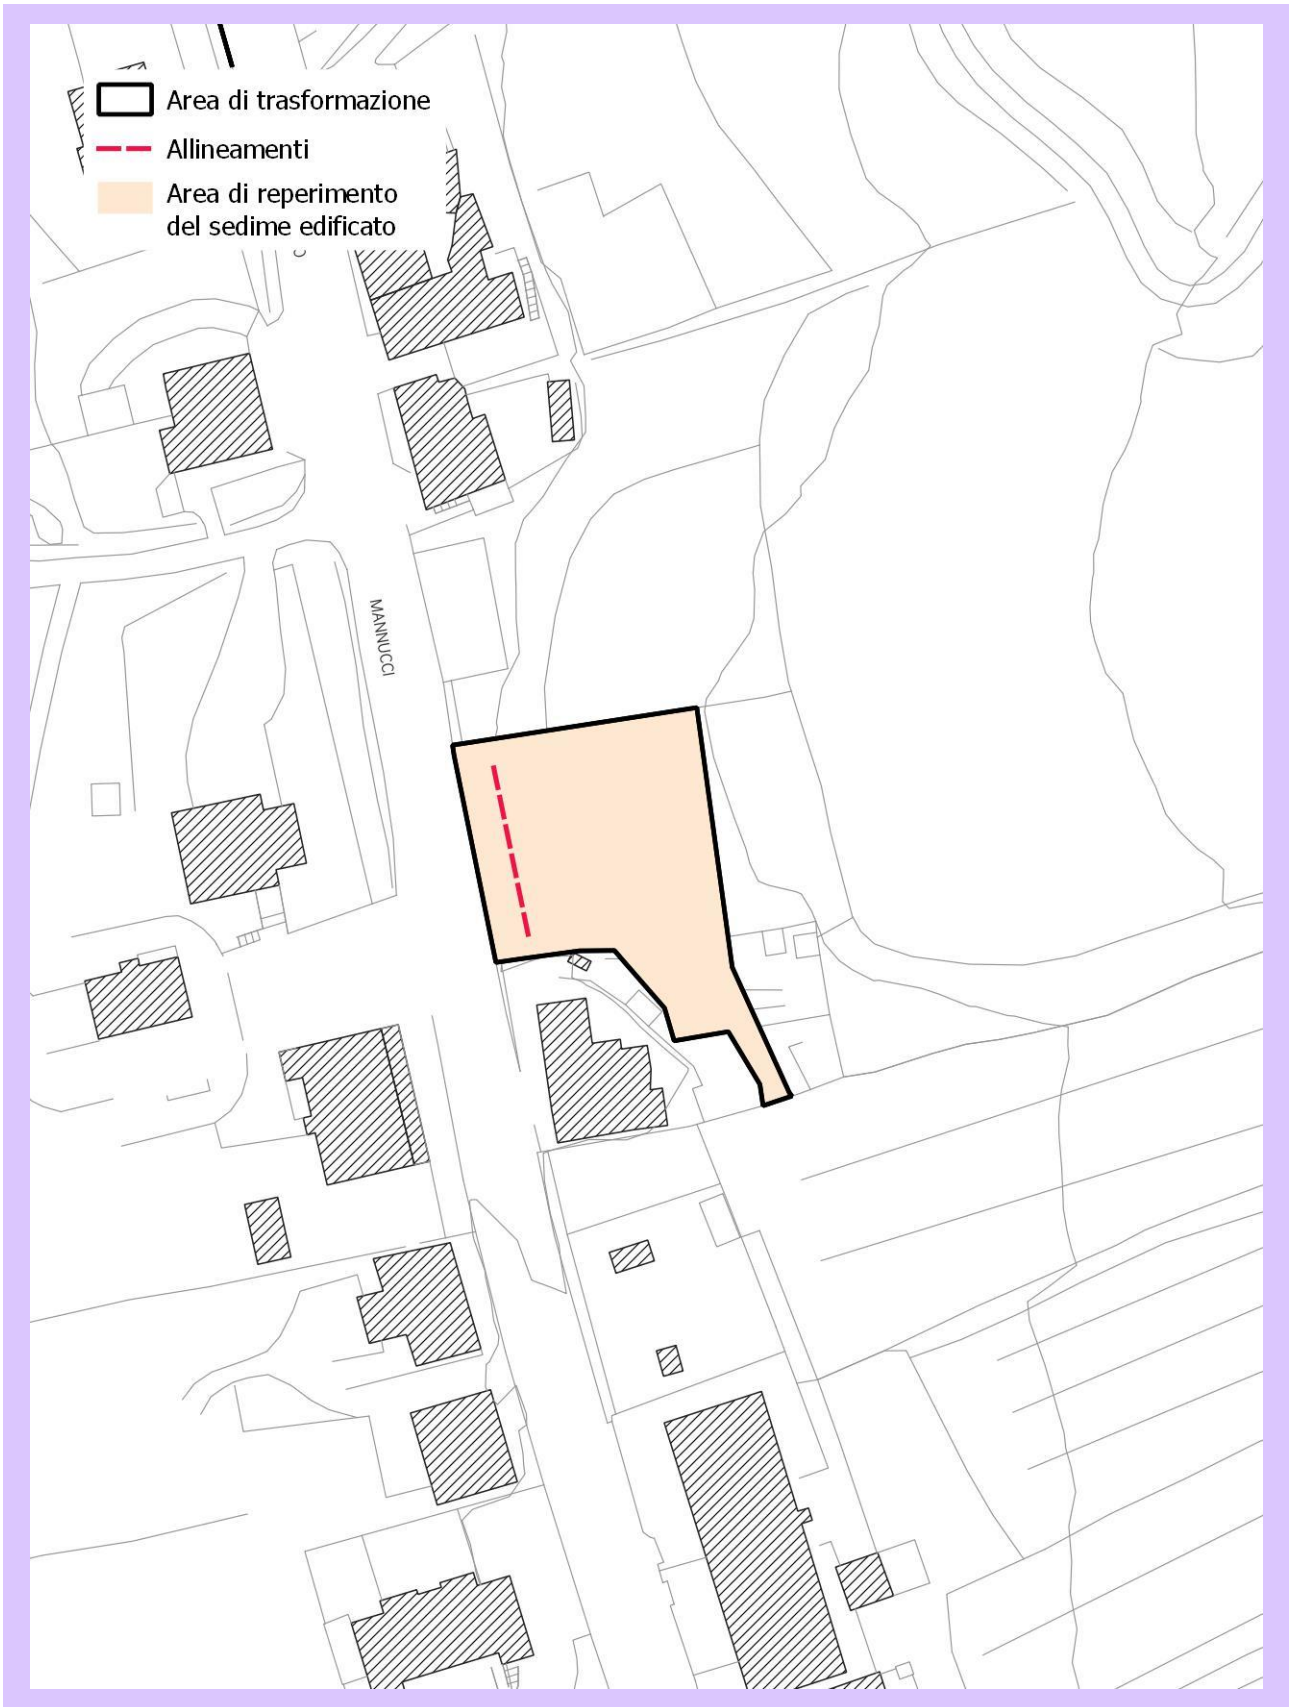 Area di trasformazione
Allineamenti
Area di reperimento
del sedime edificato
MANNUCCI